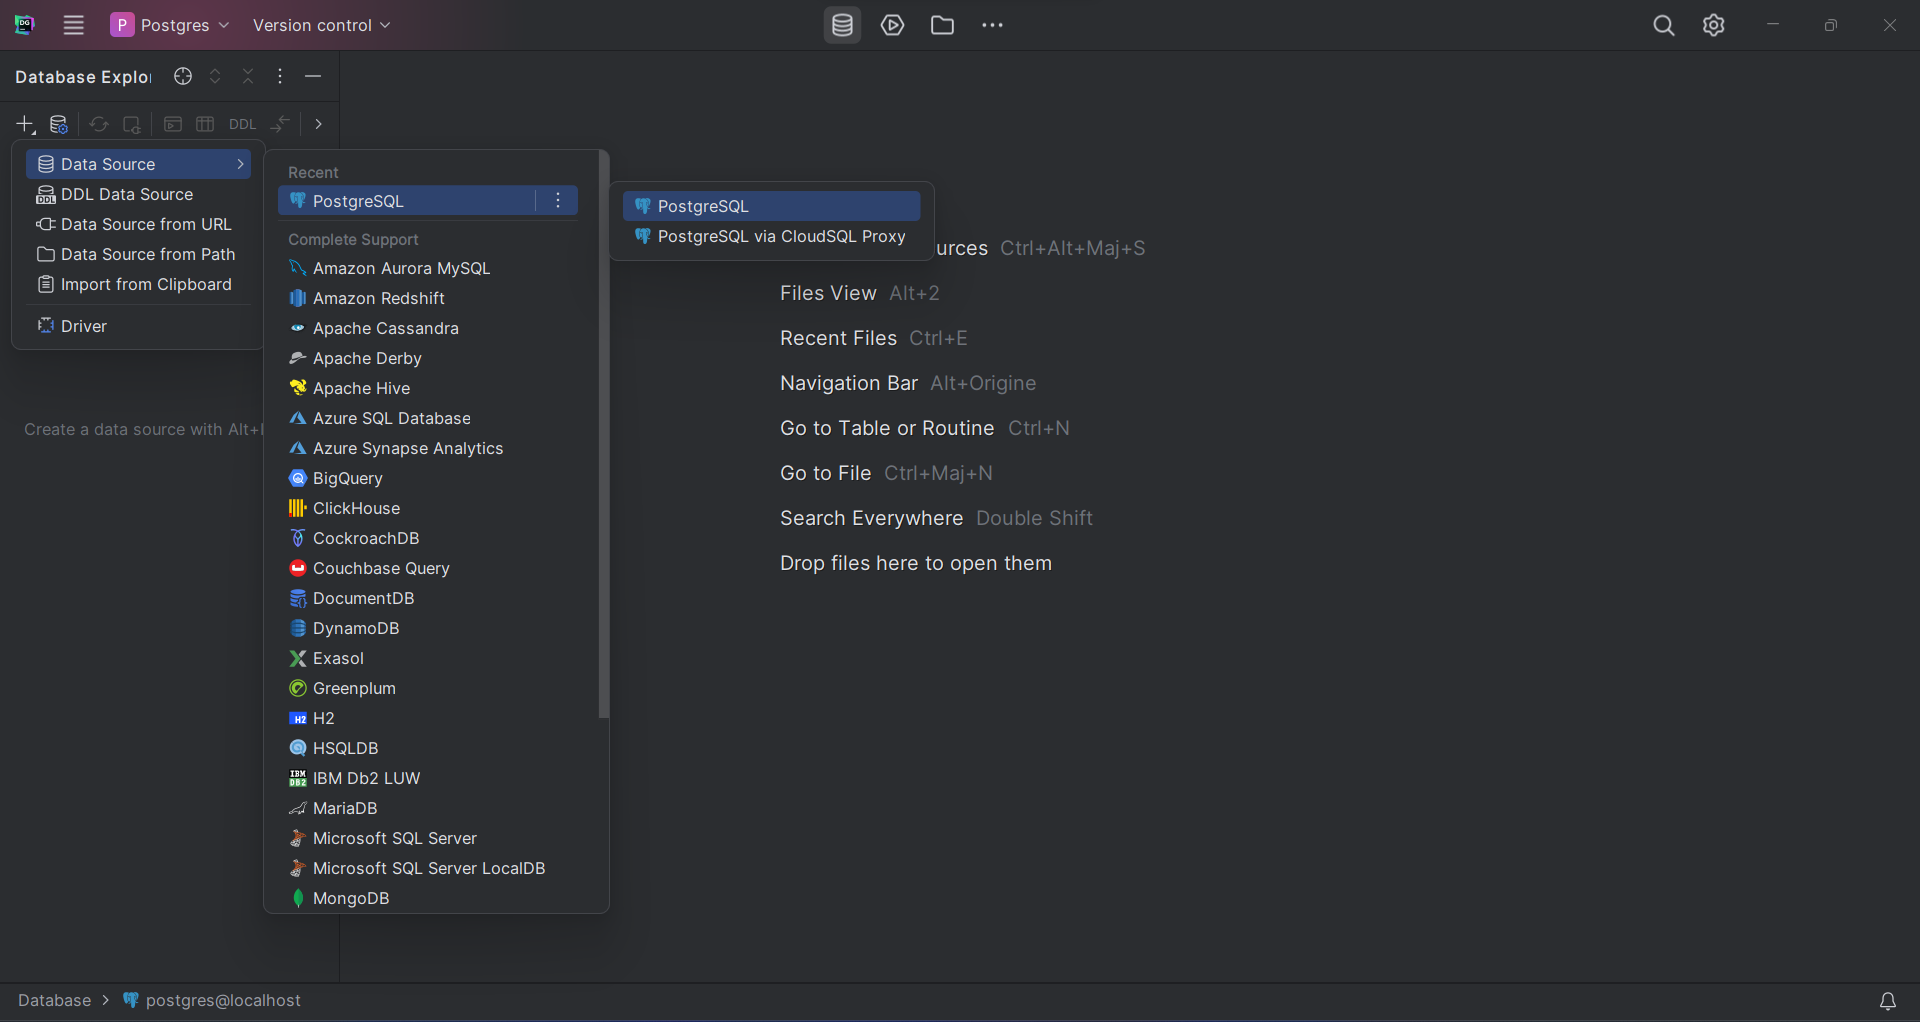 P Postgres
Version control
Database Explo
DDL
Data Source
DDL Data Source
Data Source from URL
Data Source from Path
Import from Clipboard
Driver
Create a data source with Alt+
Recent
PostgreSQL
Complete Support
Amazon Aurora MySQL
Amazon Redshift
Apache Cassandra
Apache Derby
Apache Hive
Azure SQL Database
Azure Synapse Analytics
BigQuery
ClickHouse
CockroachDB
Couchbase Query
DocumentDB
DynamoDB
Exasol
Greenplum
H2
HSQLDB
IBM Db2 LUW
MariaDB
Microsoft SQL Server
Microsoft SQL Server LocalDB
MongoDB
PostgreSQL
PostgreSQL via CloudSQL Proxy
urces Ctrl+Alt+Maj+S
Files View Alt+2
Recent Files Ctrl+E
Navigation Bar Alt+Origine
Go to Table or Routine Ctrl+N
Go to File Ctrl+Maj+N
Search Everywhere Double Shift
Drop files here to open them
Database > postgres@localhost